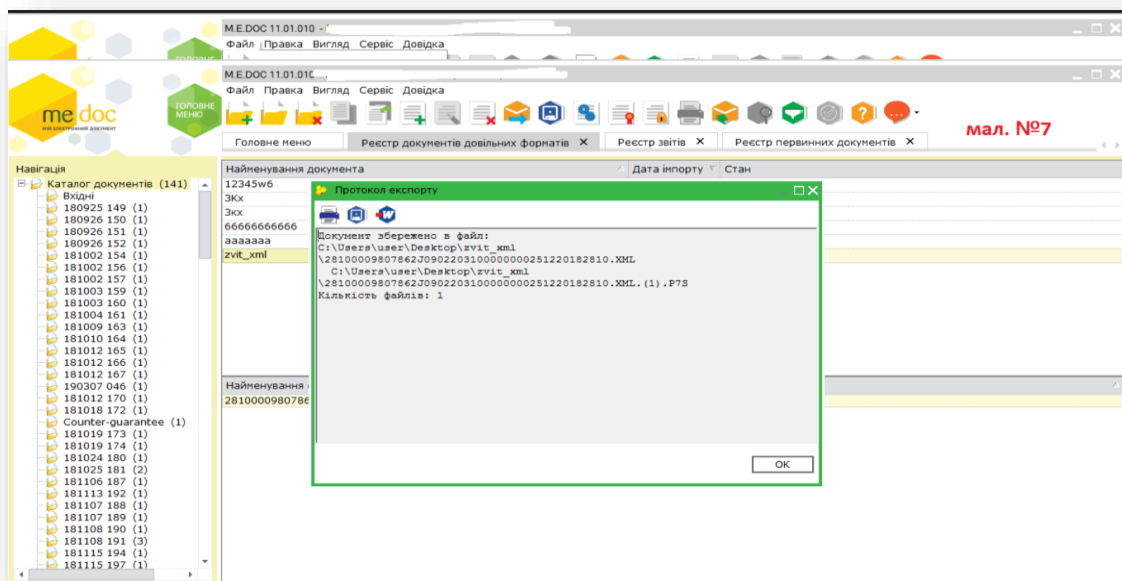 M.E.DOC 11.01.010 -
Файл Правка Вигляд Сервіс Довідка
M.E.DOC 11.01.010
Файл Правка Вигляд Сервіс Довідка
me doc
мій електронний документ
ГОЛОВНЕ
МЕНЮ
мал. №7
Головне меню
Реєстр документів довільних форматів X
Реєстр звітів X
Реєстр первинних документів X
Навігація
Каталог документів (141)
Вхідні
180925 149 (1)
180926 150 (1)
180926 151 (1)
180926 152 (1)
181002 154 (1)
181002 156 (1)
181002 157 (1)
181003 159 (1)
181003 160 (1)
181004 161 (1)
181009 163 (1)
181010 164 (1)
181012 165 (1)
181012 166 (1)
181012 167 (1)
190307 046 (1)
181012 170 (1)
181018 172 (1)
Counter-guarantee (1)
181019 173 (1)
181019 174 (1)
181024 180 (1)
181025 181 (2)
181106 187 (1)
181113 192 (1)
181107 188 (1)
181107 189 (1)
181108 190 (1)
181108 191 (3)
181115 194 (1)
181115 197 (1)
Найменування документа
Дата імпорту
Стан
12345w6
3Кх
3кх
66666666666
aaaaaaa
zvit_xml
Протокол експорту
Документ збережено в файл:
C:\Users\user\Desktop\zvit_xml
\28100009807862J0902203100000000251220182810.XML
C:\Users\user\Desktop\zvit_xml
\28100009807862J0902203100000000251220182810.XML.(1).P7S
Кількість файлів: 1
OK
Найменування
2810000980786